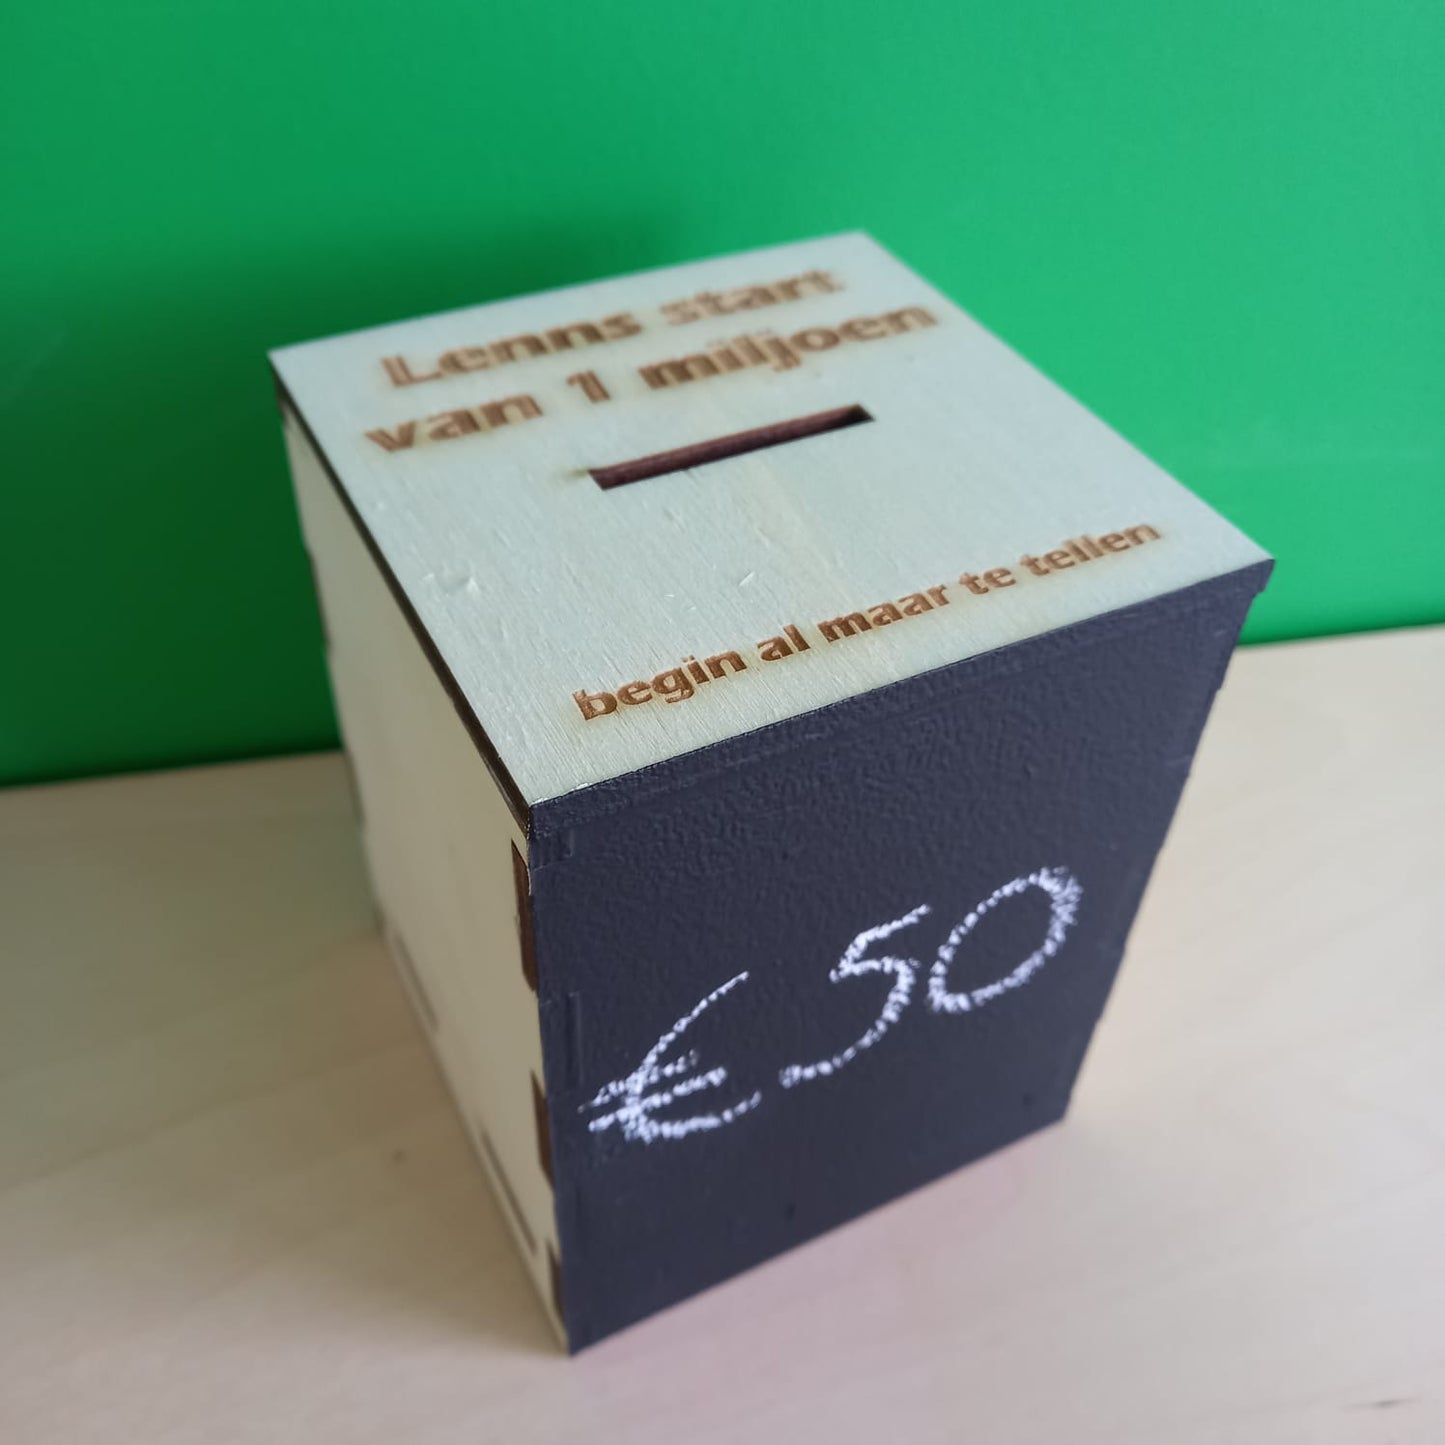 Lenns start
van 1 miljoen
begin al maar te tellen
€ 50